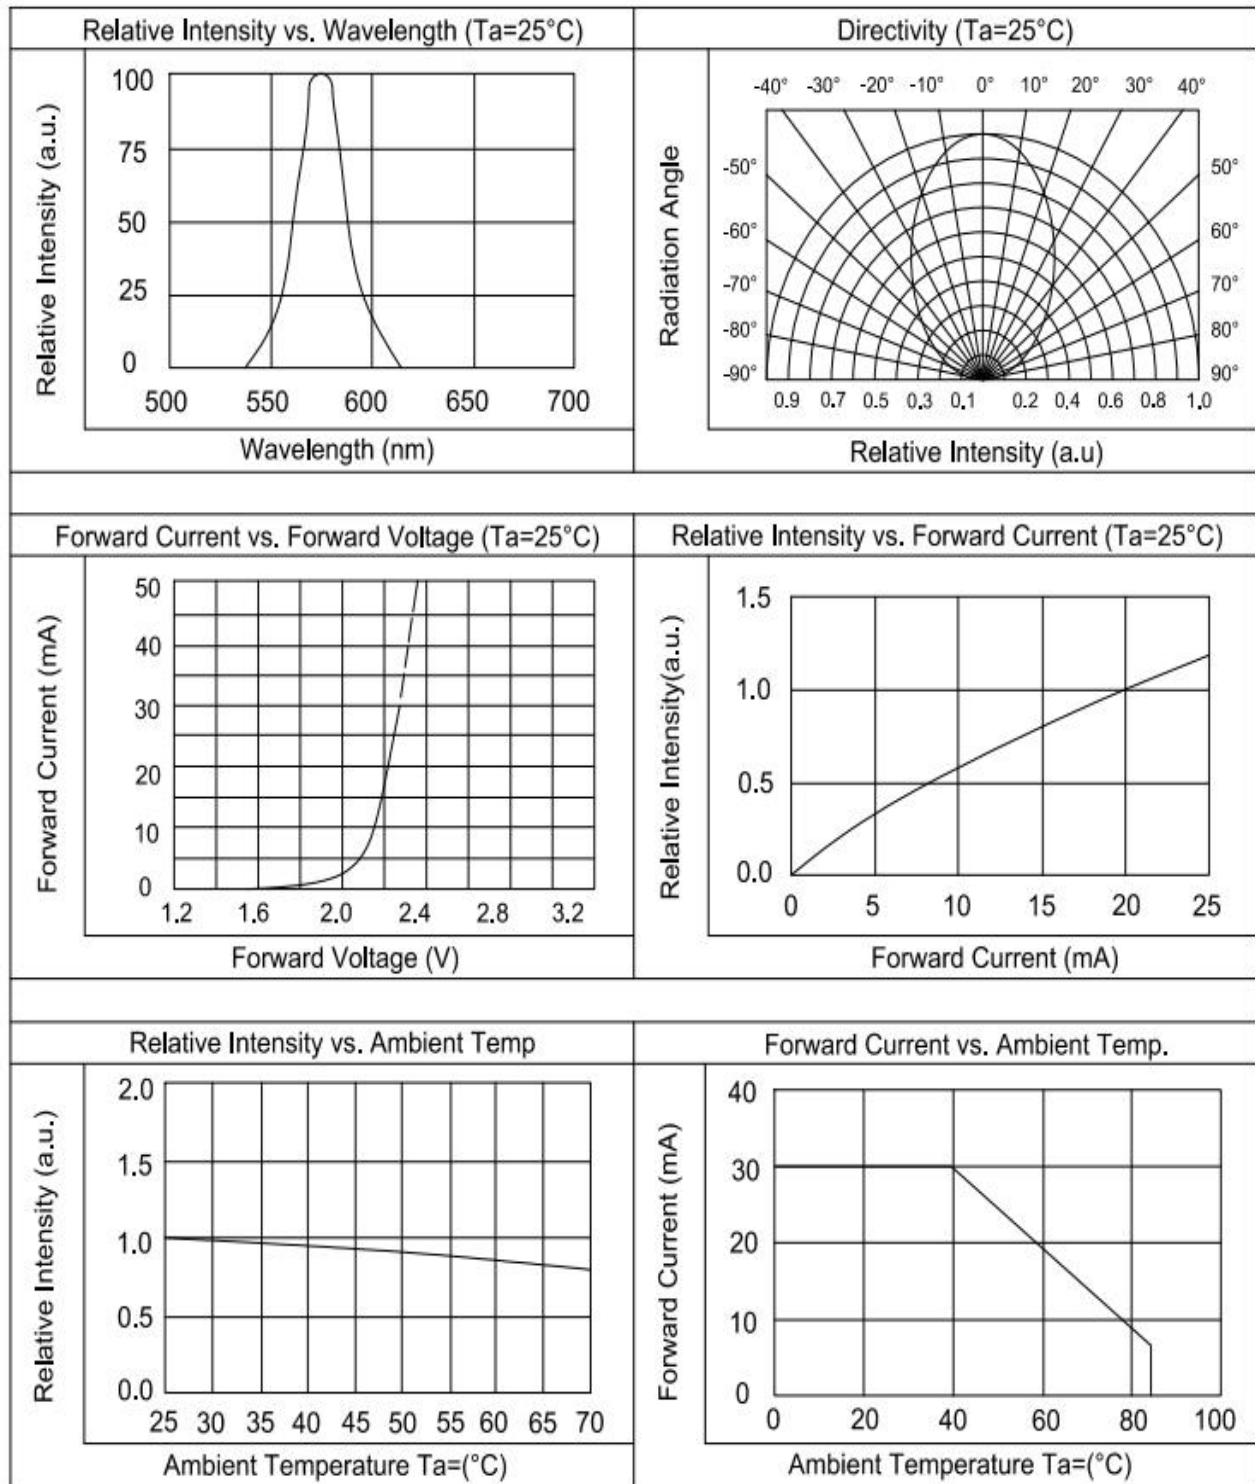 Relative Intensity vs. Wavelength (Ta=25°C)
Relative Intensity (a.u.)
100
75
50
25
0
500 550 600 650 700
Wavelength (nm)
Directivity (Ta=25°C)
Radiation Angle
-40° -30° -20° -10° 0° 10° 20° 30° 40°
-50° 50°
-60° 60°
-70° 70°
-80° 80°
-90° 90°
0.9 0.7 0.5 0.3 0.1 0.2 0.4 0.6 0.8 1.0
Relative Intensity (a.u)
Forward Current vs. Forward Voltage (Ta=25°C)
Forward Current (mA)
50
40
30
20
10
0
1.2 1.6 2.0 2.4 2.8 3.2
Forward Voltage (V)
Relative Intensity vs. Forward Current (Ta=25°C)
Relative Intensity(a.u.)
1.5
1.0
0.5
0.0
0 5 10 15 20 25
Forward Current (mA)
Relative Intensity vs. Ambient Temp
Relative Intensity (a.u.)
2.0
1.5
1.0
0.5
0.0
25 30 35 40 45 50 55 60 65 70
Ambient Temperature Ta=(°C)
Forward Current vs. Ambient Temp.
Forward Current (mA)
40
30
20
10
0
0 20 40 60 80 100
Ambient Temperature Ta=(°C)